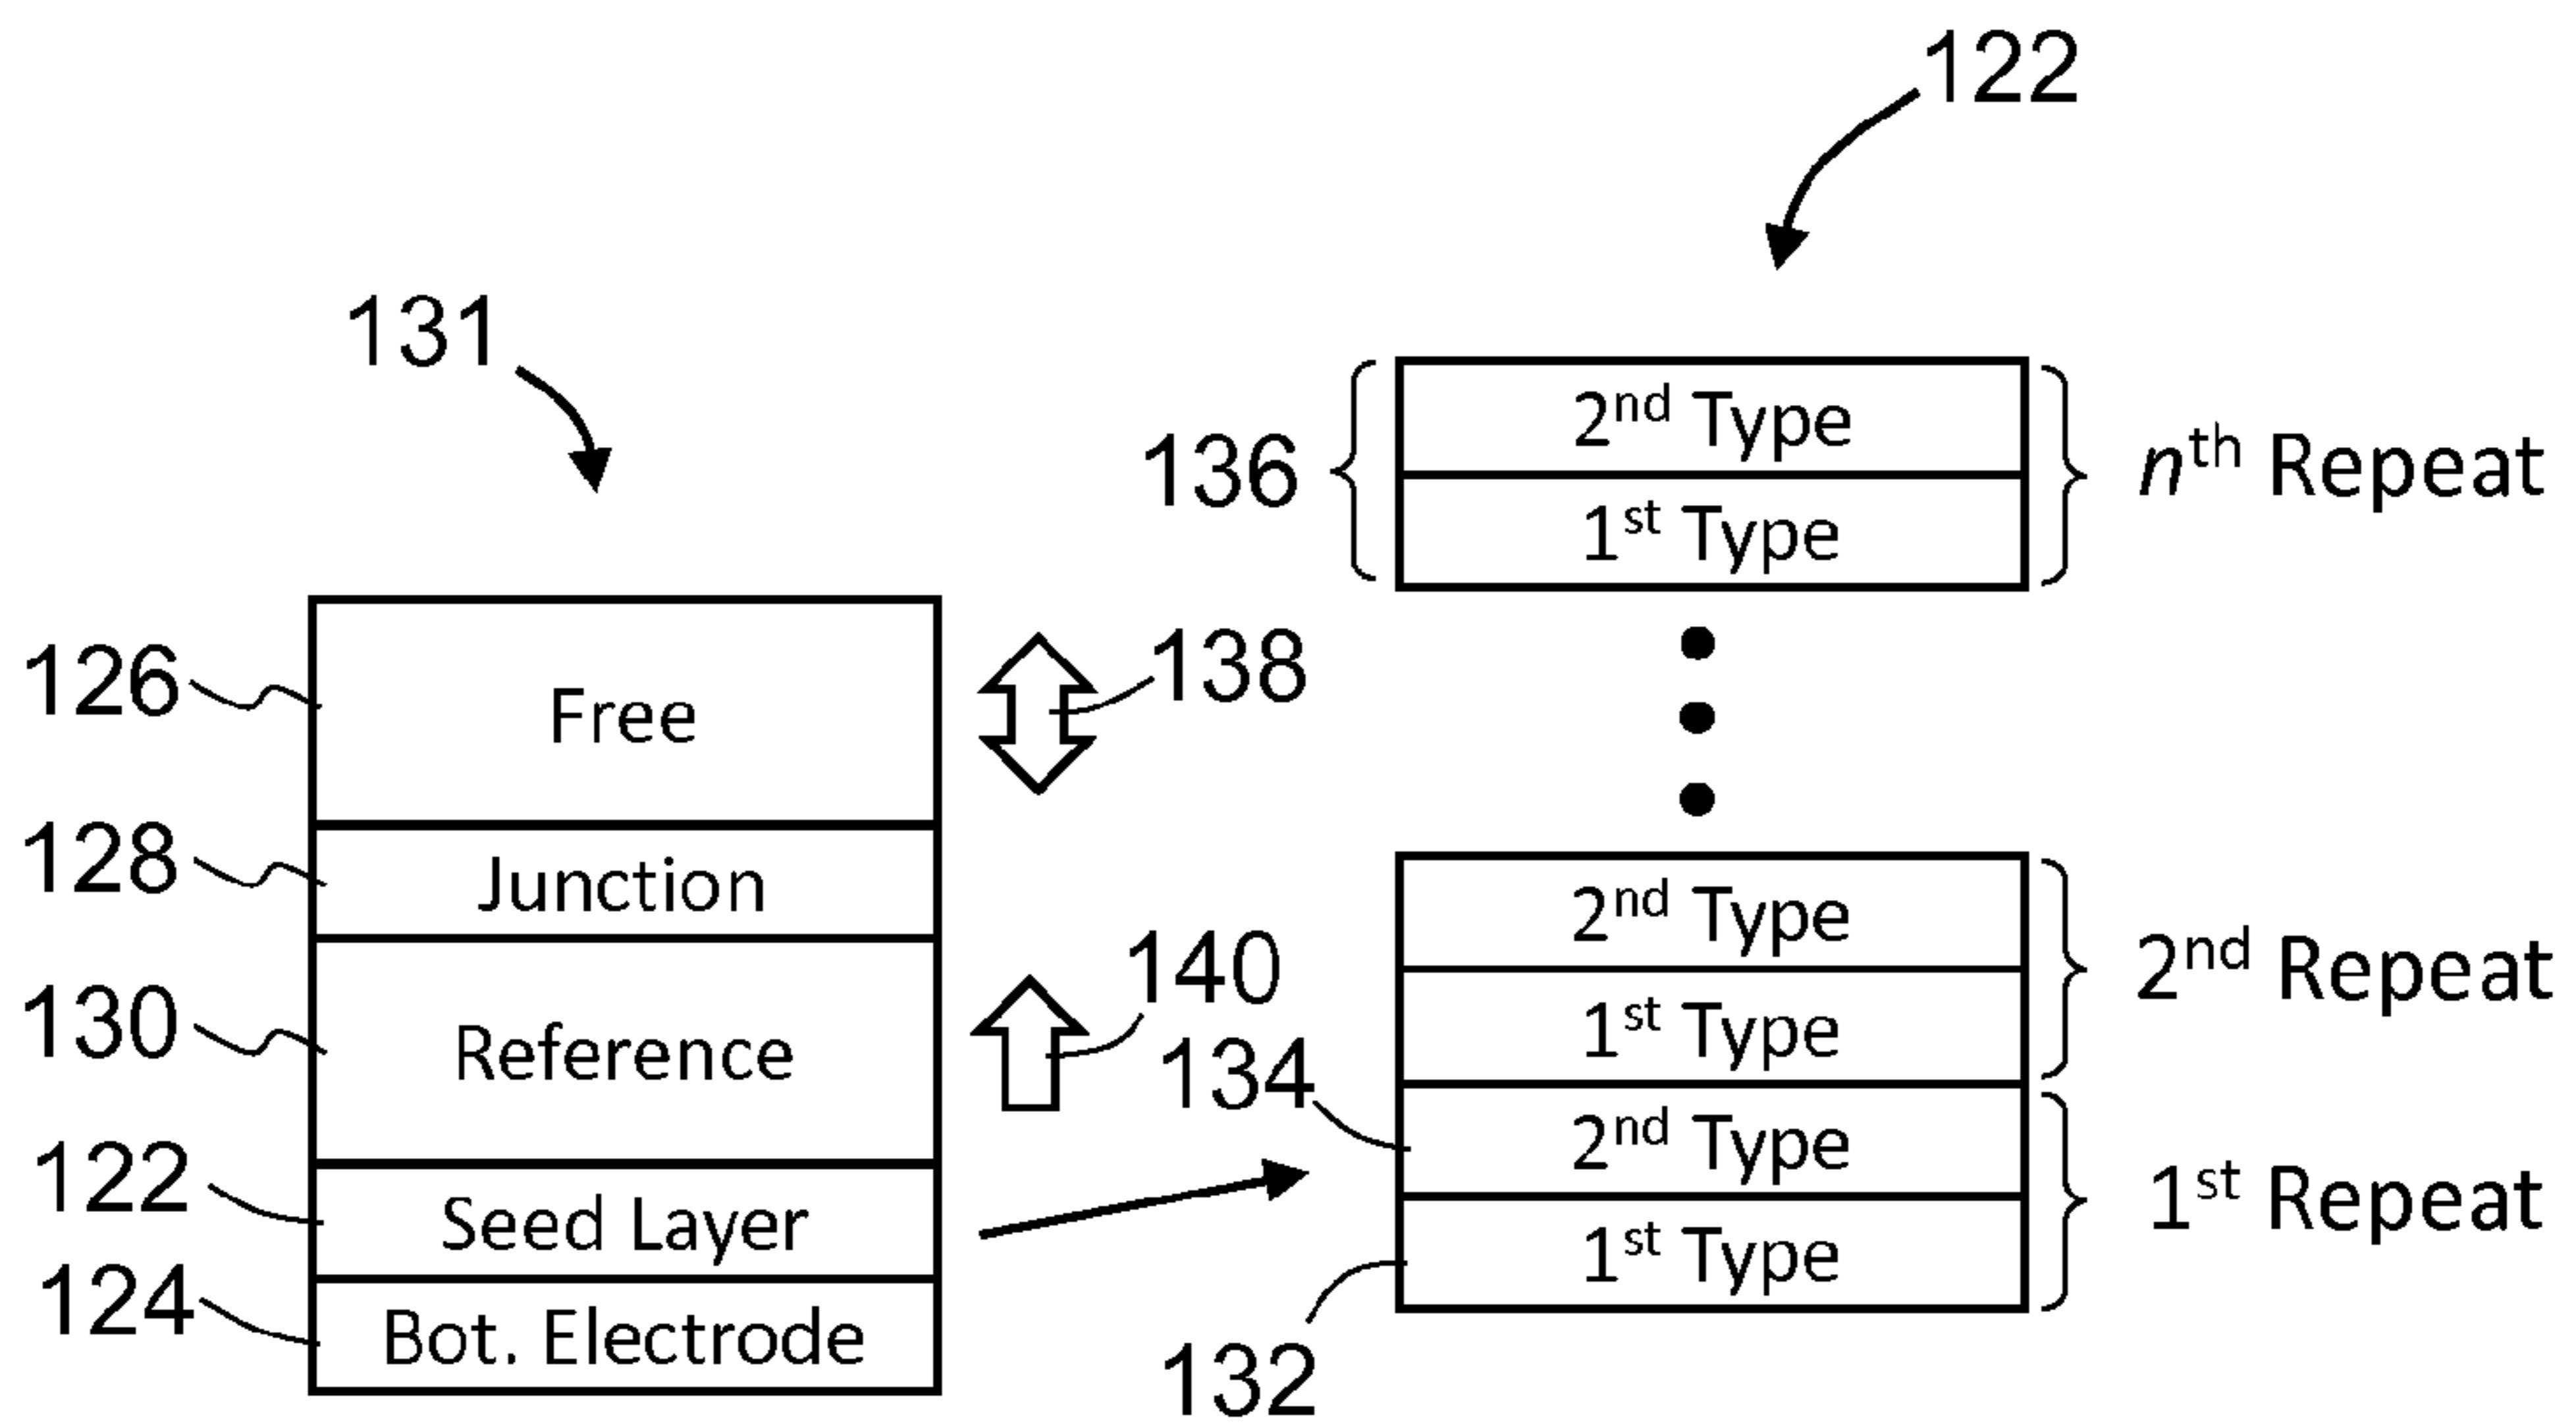 122
131
136
2nd Type
1st Type
nth Repeat
126
Free
138
128
Junction
130
Reference
140
134
122
Seed Layer
124
Bot. Electrode
2nd Type
1st Type
2nd Repeat
2nd Type
1st Type
1st Repeat
132